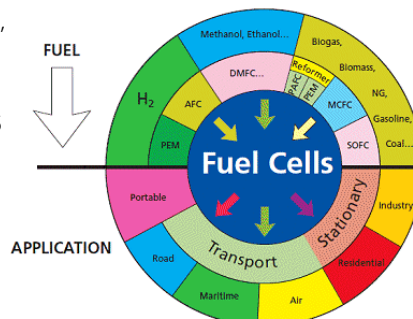 FUEL
Methanol, Ethanol...
Biogas,
Biomass,
NG,
Gasoline,
Coal...
H2
DMFC...
Reformer
PAFC
PEM
AFC
MCFC
PEM
SOFC
Fuel Cells
Portable
Stationary
Industry
APPLICATION
Transport
Residential
Road
Maritime
Air